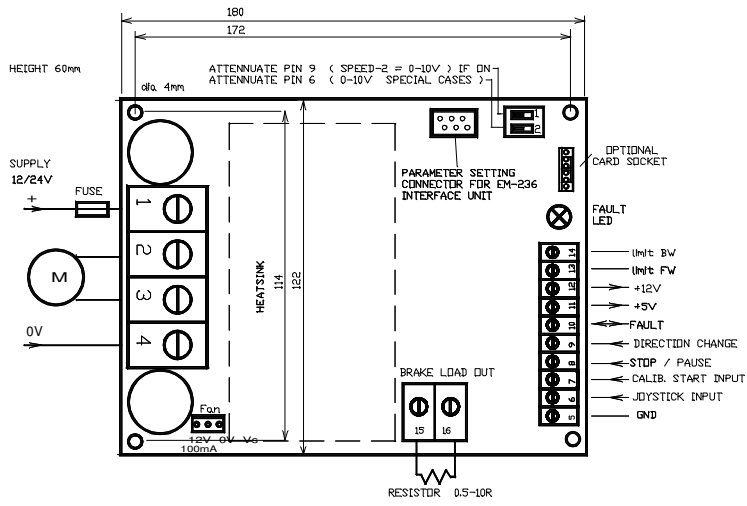 180
172
HEIGHT 60mm
ATTENNUATE PIN 9 ( SPEED-2 = 0-10V ) IF ON
ATTENNUATE PIN 6 ( 0-10V SPECIAL CASES )
dia. 4mm
1
2
OPTIONAL
CARD SOCKET
PARAMETER SETTING
CONNECTOR FOR EM-236
INTERFACE UNIT
SUPPLY
12/24V
+
FUSE
FAULT
LED
1
2
3
4
M
0V
HEATSINK
114
122
14 limit BW
13 limit FW
12 +12V
11 +5V
10 FAULT
9 DIRECTION CHANGE
8 STOP / PAUSE
7 CALIB. START INPUT
6 JOYSTICK INPUT
5 GND
BRAKE LOAD OUT
15 16
Fan
12V 0V Vo
100mA
RESISTOR 0.5-10R